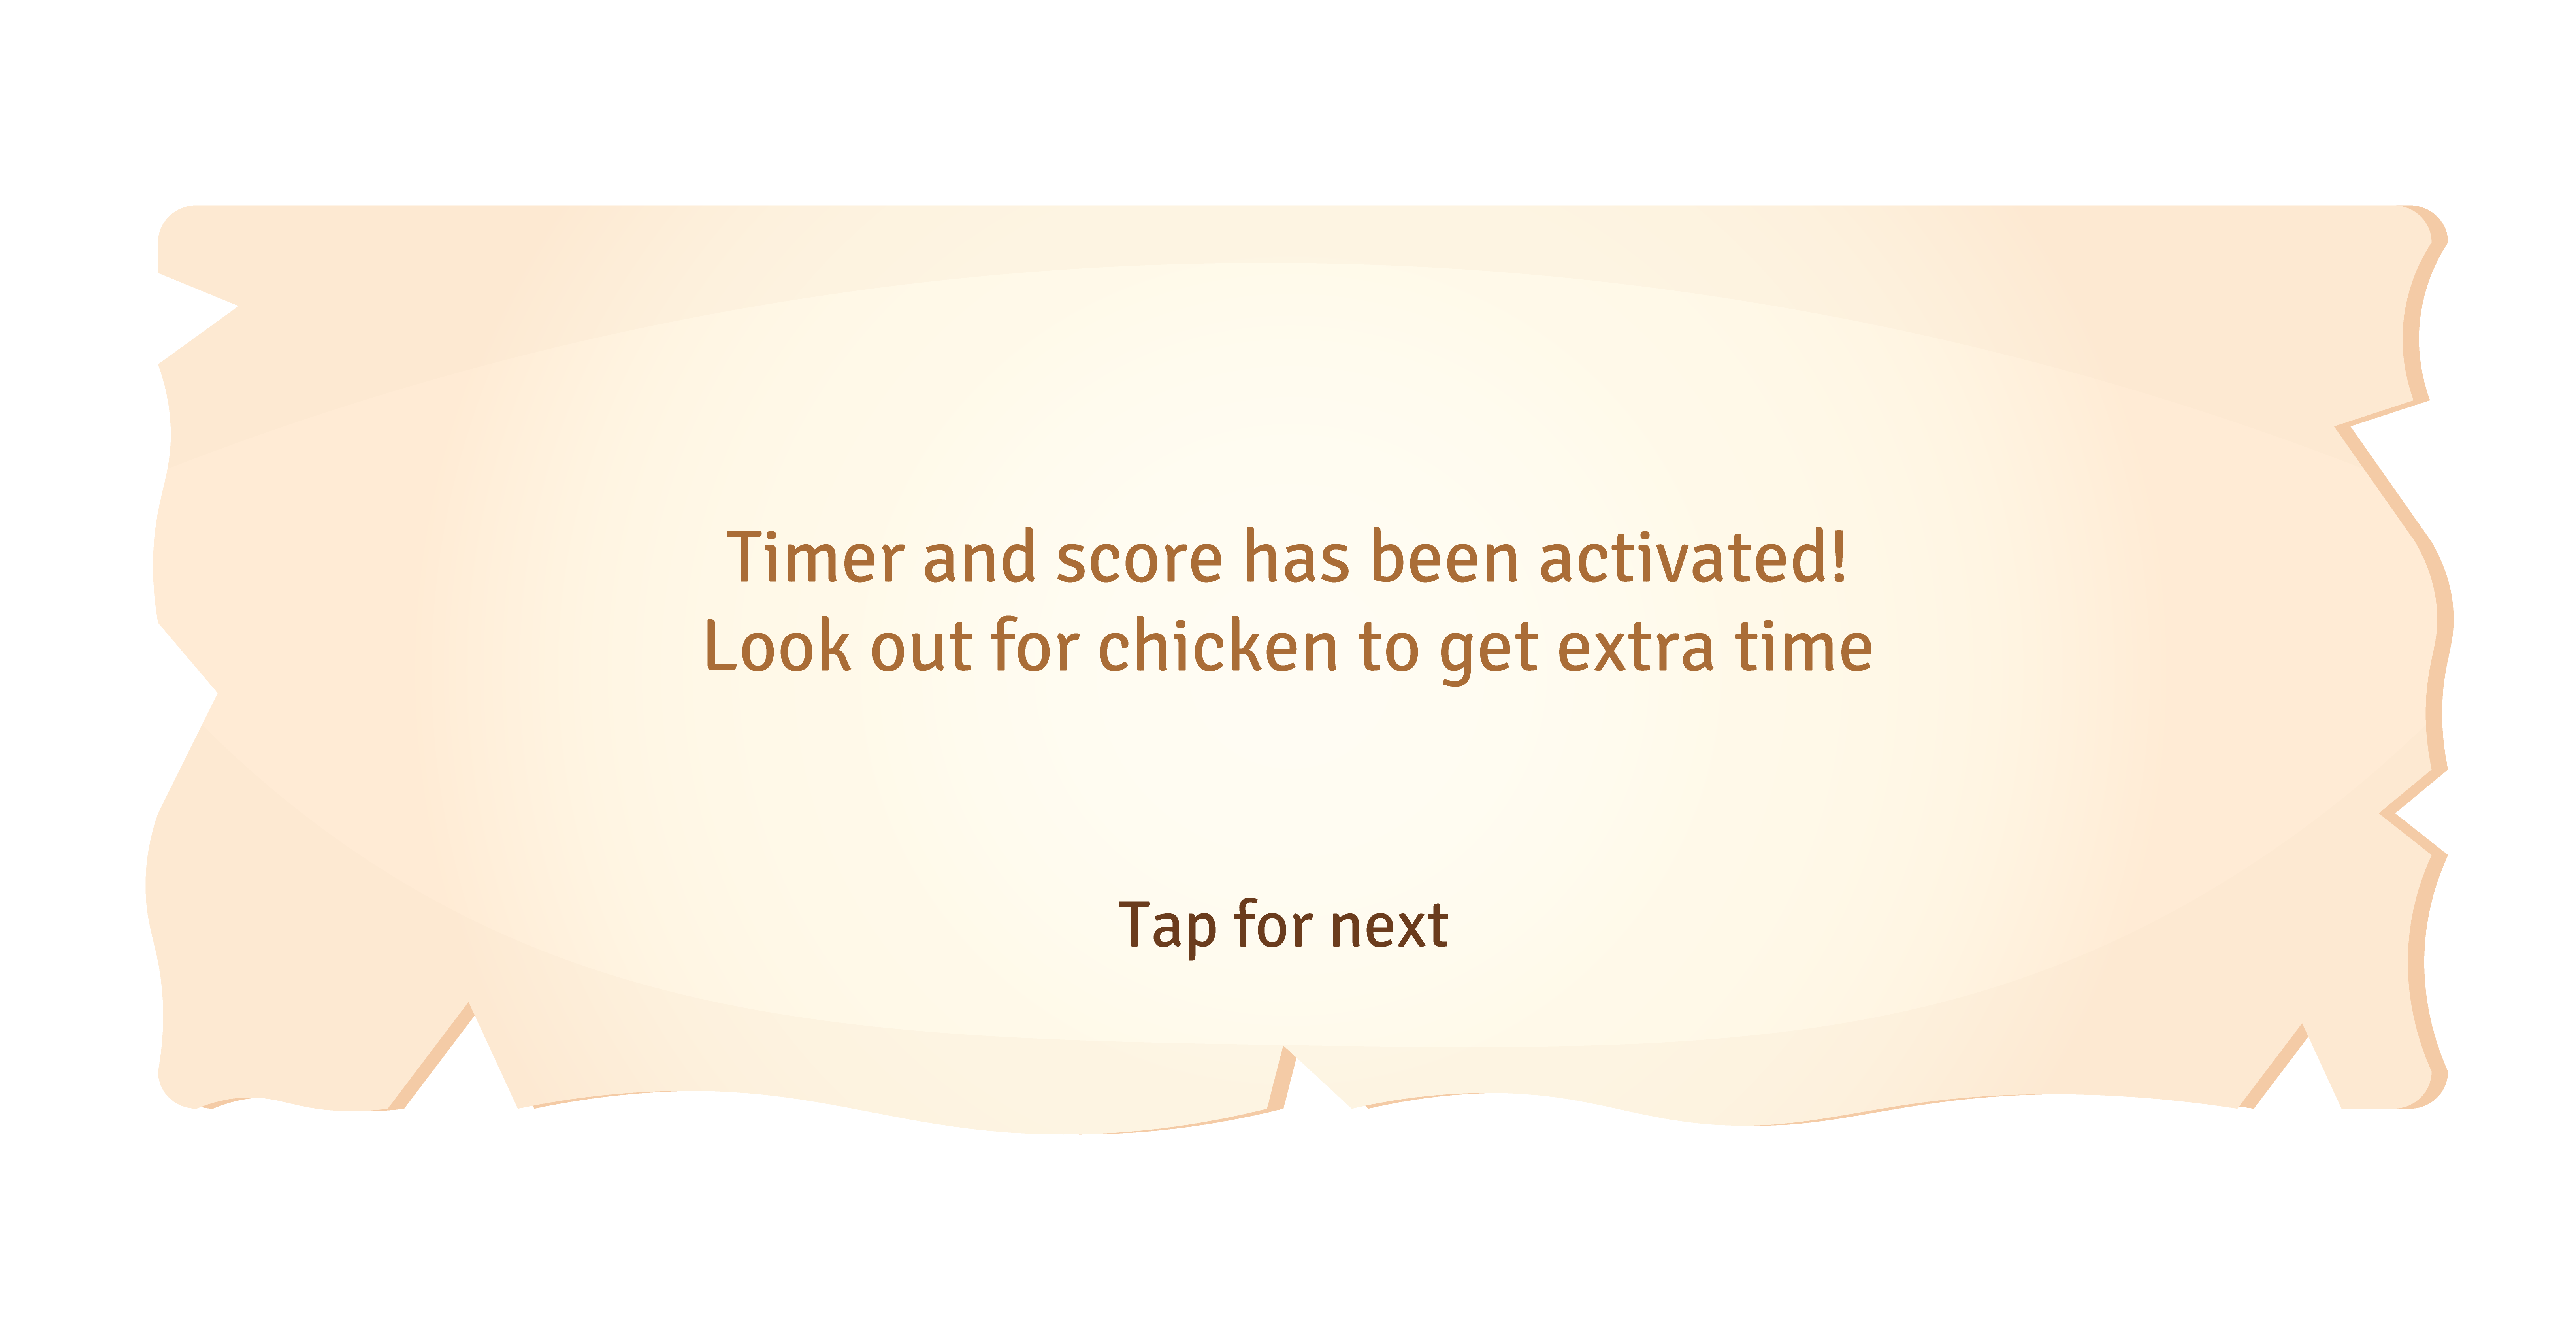 Timer and score has been activated!
Look out for chicken to get extra time
Tap for next